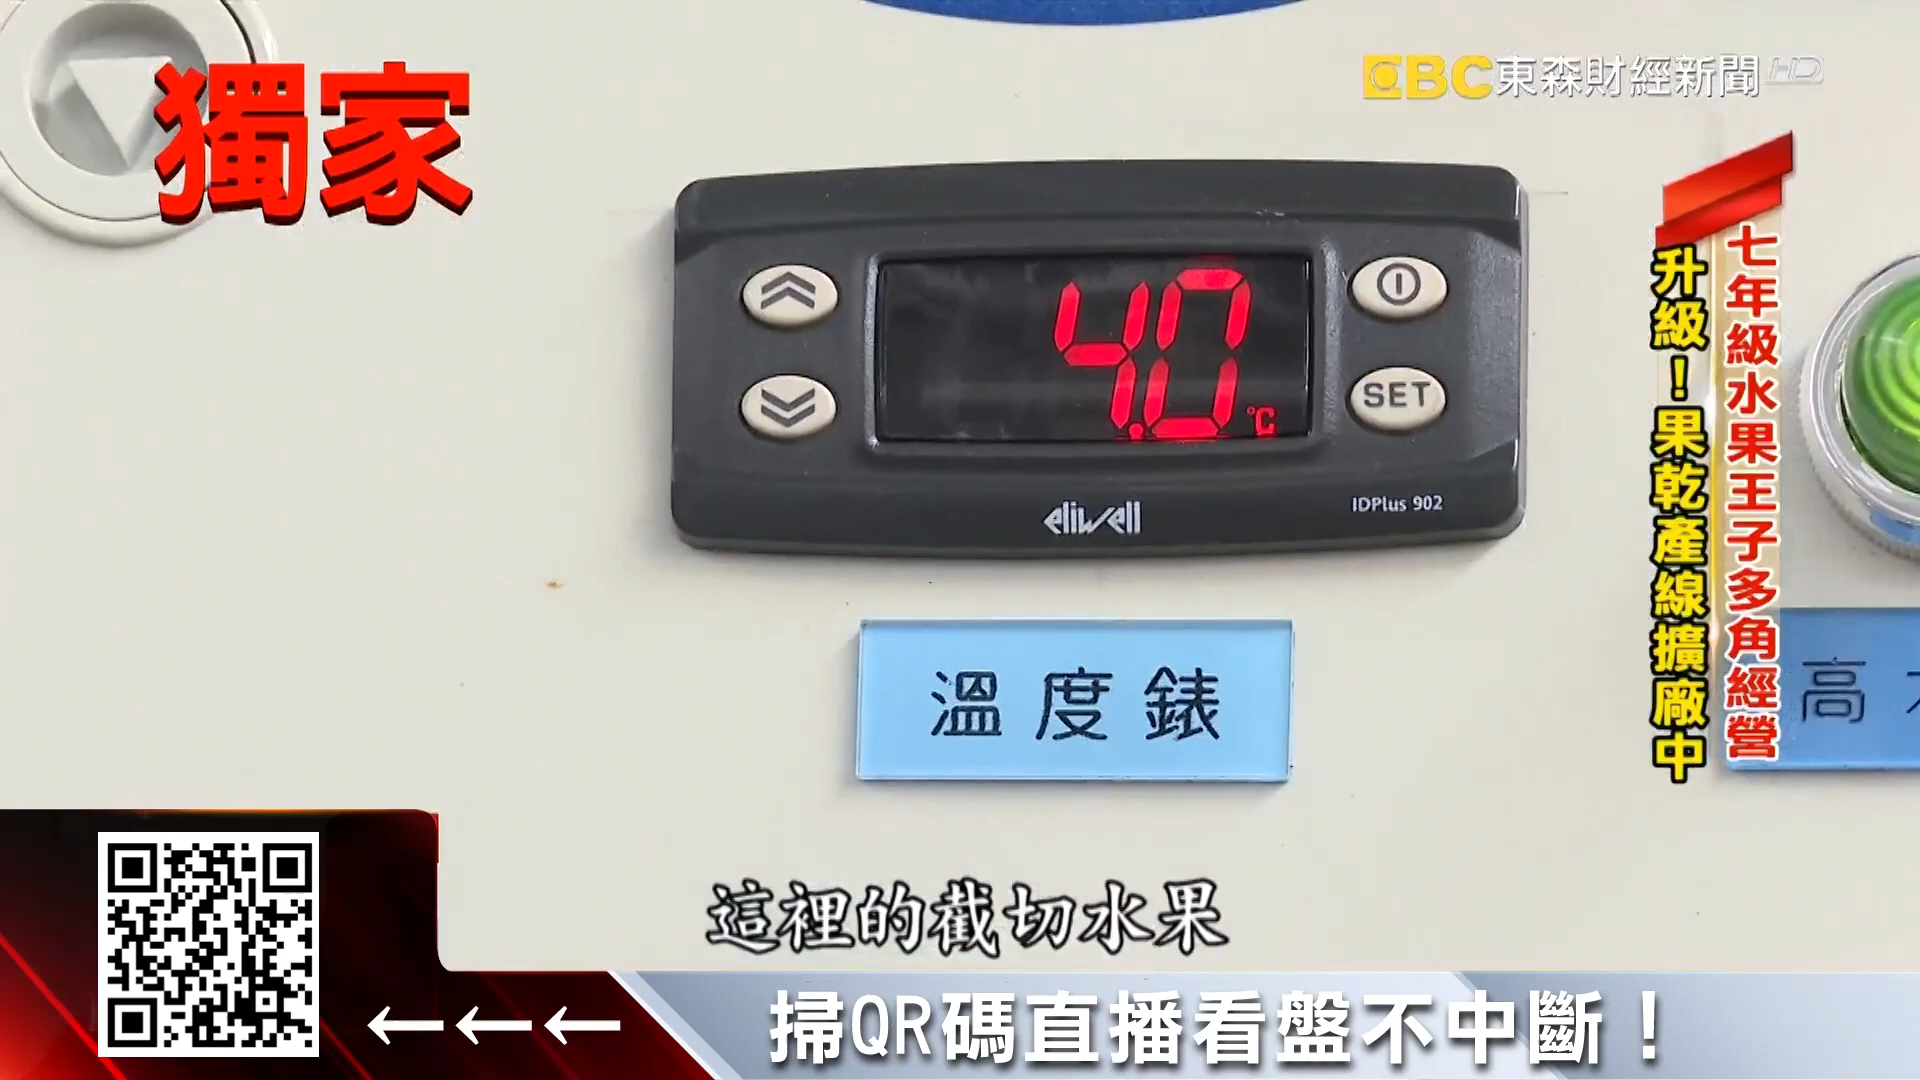 獨家
EBC東森財經新聞HD
七年級水果王子多角經營
升級！果乾產線擴廠中
4.0℃
SET
eliwell
IDPlus 902
溫度錶
高
這裡的截切水果
←←←
掃QR碼直播看盤不中斷！